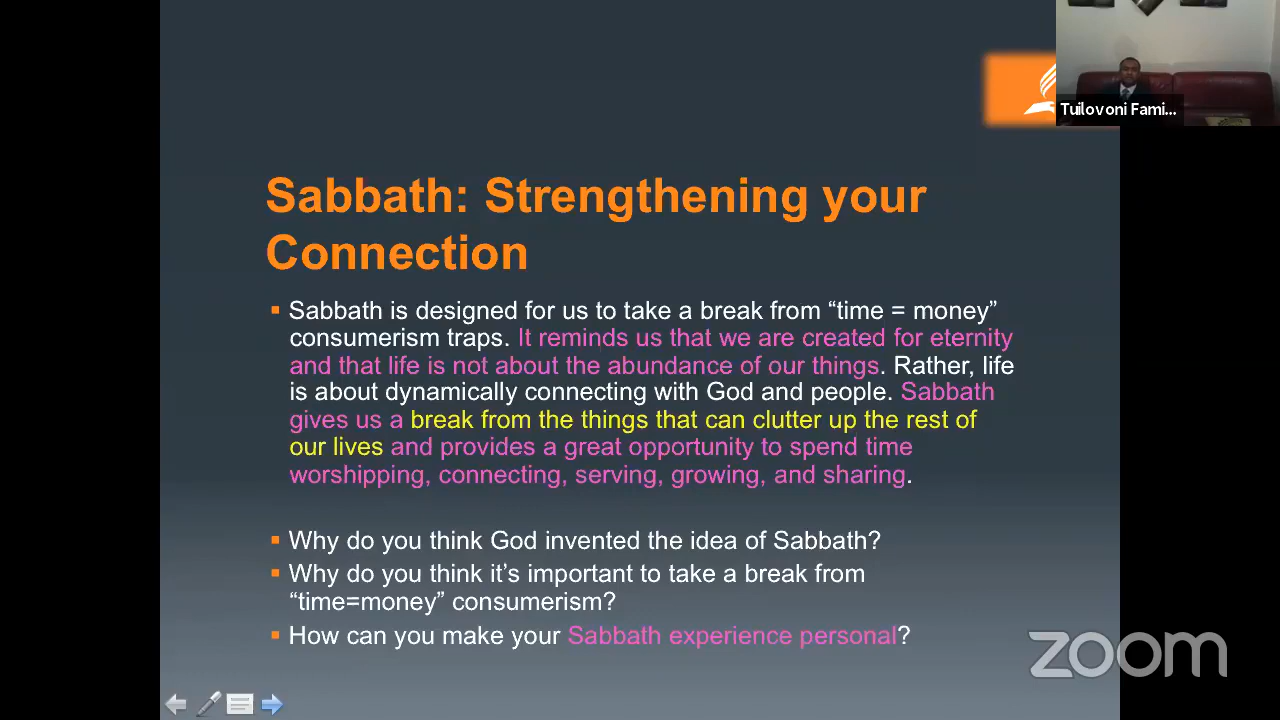 Tuilovoni Fami...
Sabbath: Strengthening your
Connection
▪ Sabbath is designed for us to take a break from “time = money”
consumerism traps. It reminds us that we are created for eternity
and that life is not about the abundance of our things. Rather, life
is about dynamically connecting with God and people. Sabbath
gives us a break from the things that can clutter up the rest of
our lives and provides a great opportunity to spend time
worshipping, connecting, serving, growing, and sharing.
▪ Why do you think God invented the idea of Sabbath?
▪ Why do you think it’s important to take a break from
“time=money” consumerism?
▪ How can you make your Sabbath experience personal?
zoom